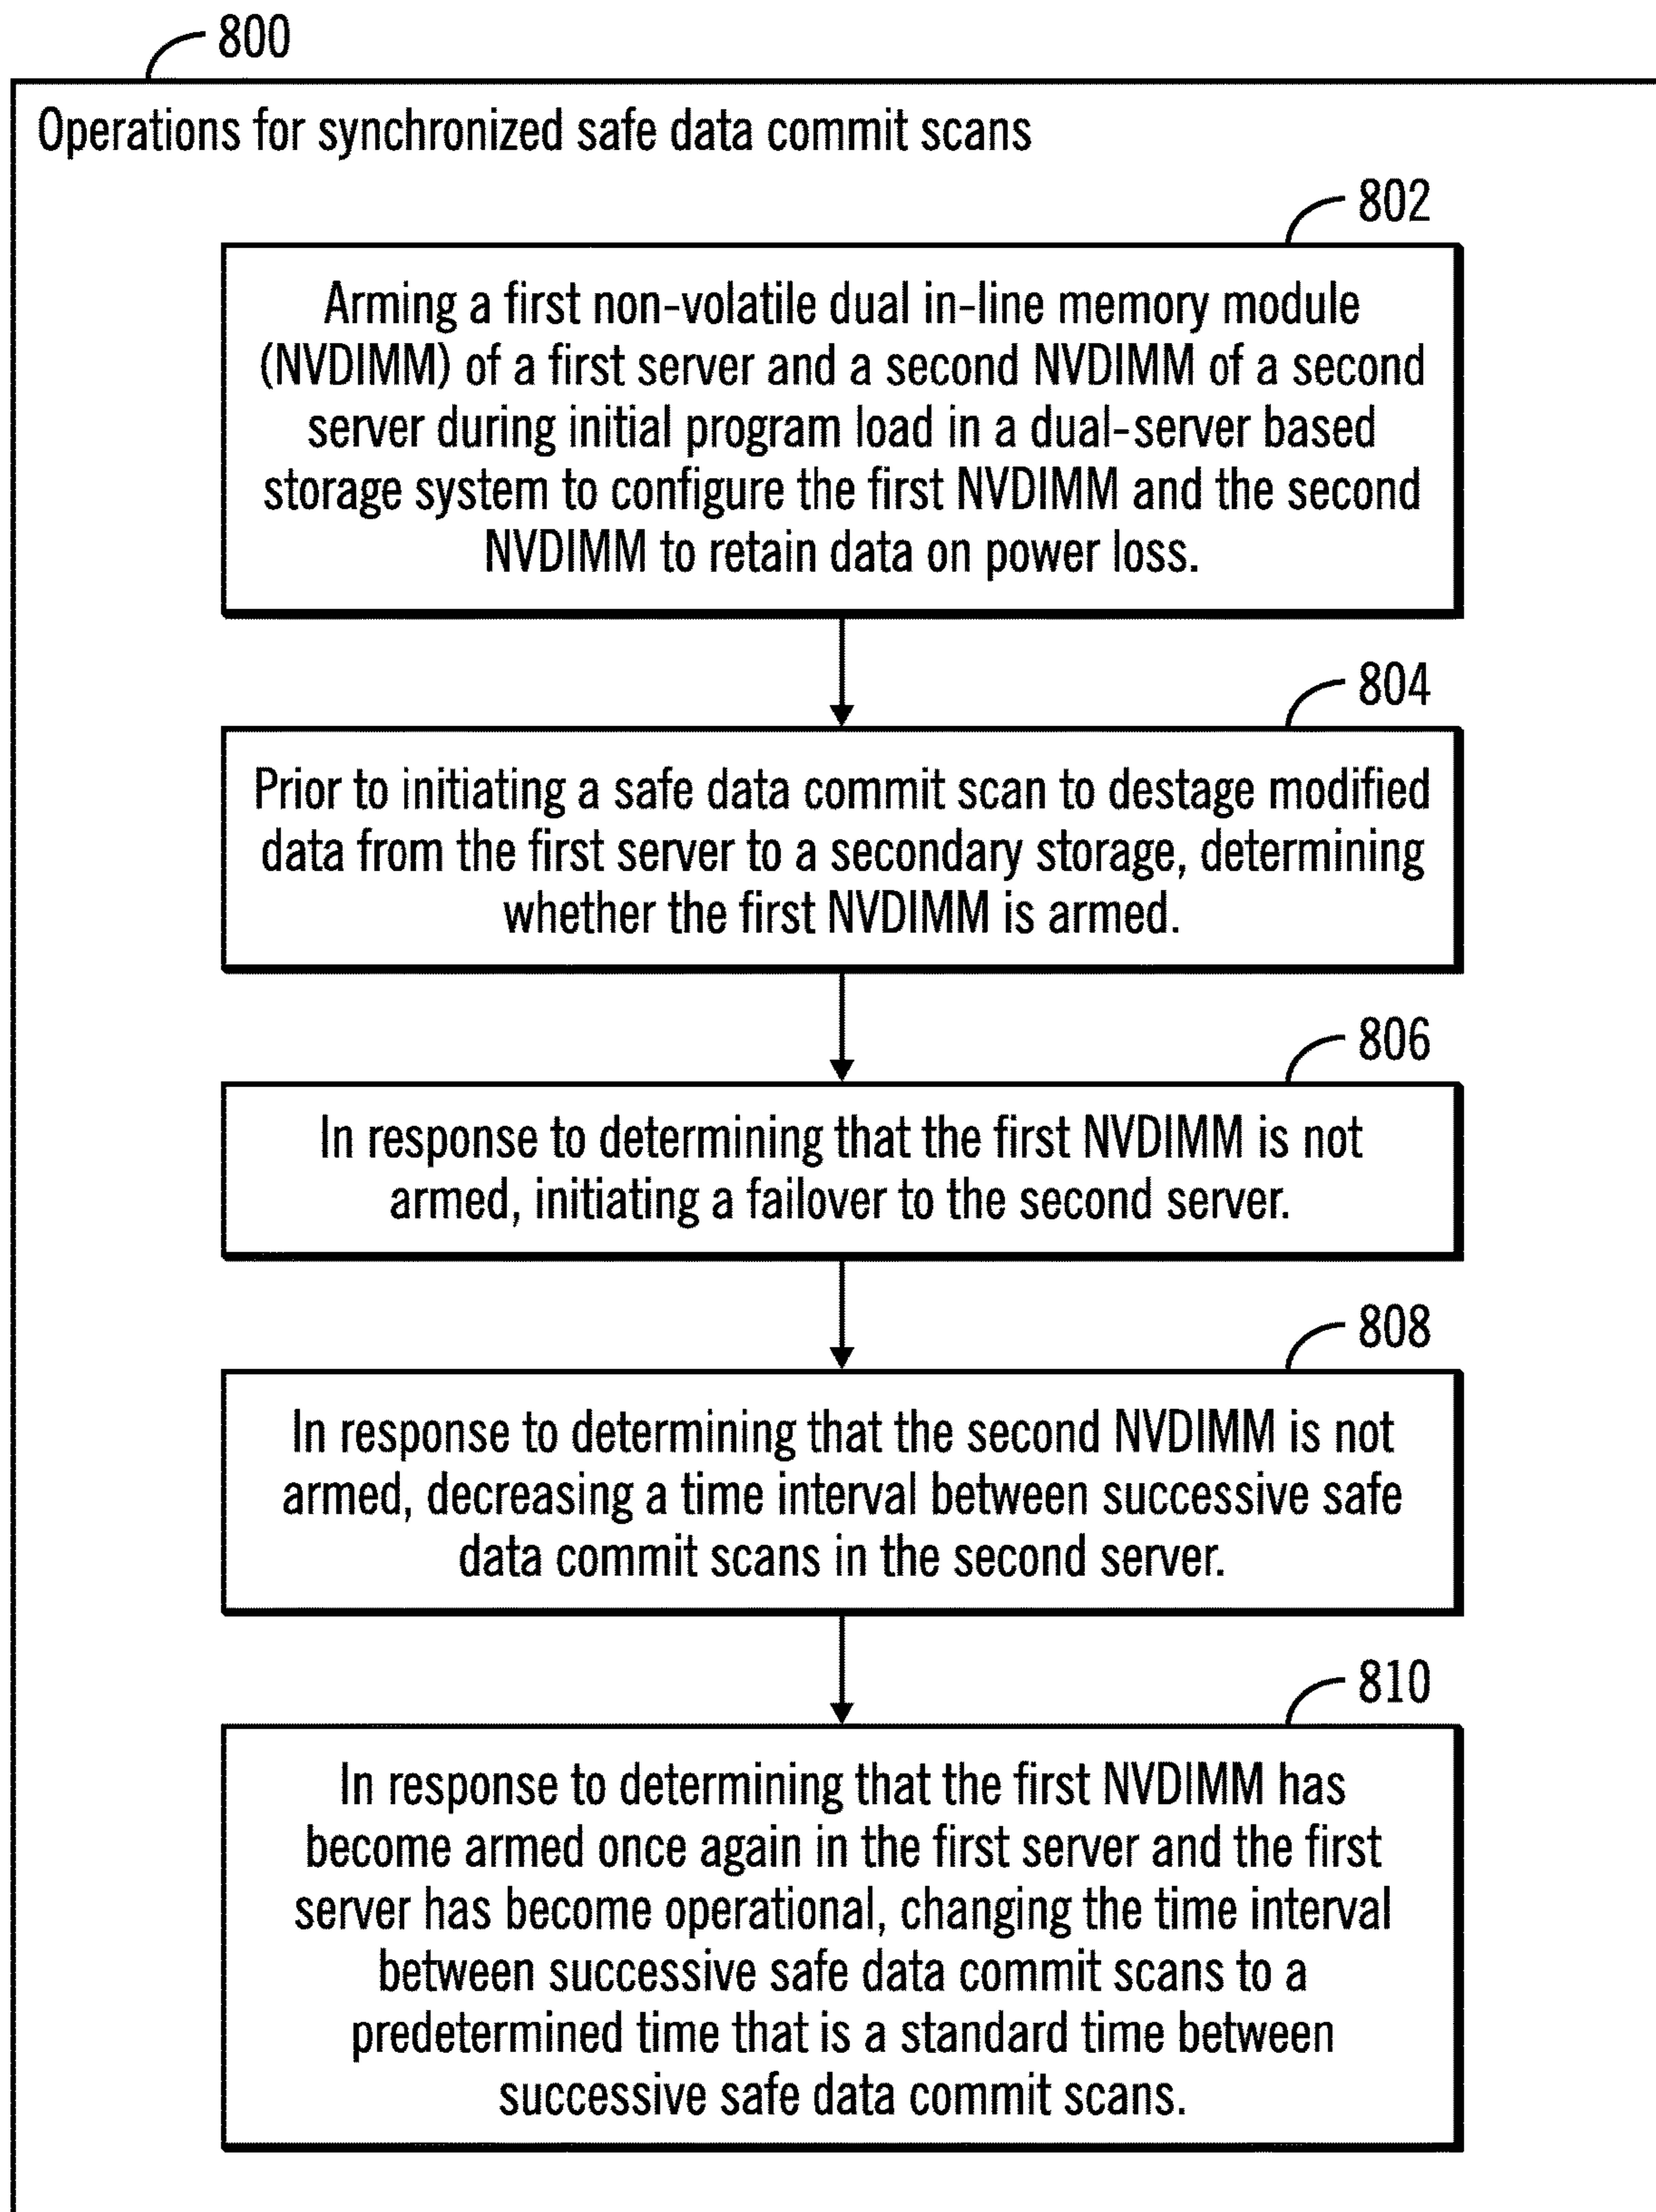 800
Operations for synchronized safe data commit scans
802
Arming a first non-volatile dual in-line memory module
(NVDIMM) of a first server and a second NVDIMM of a second
server during initial program load in a dual-server based
storage system to configure the first NVDIMM and the second
NVDIMM to retain data on power loss.
804
Prior to initiating a safe data commit scan to destage modified
data from the first server to a secondary storage, determining
whether the first NVDIMM is armed.
806
In response to determining that the first NVDIMM is not
armed, initiating a failover to the second server.
808
In response to determining that the second NVDIMM is not
armed, decreasing a time interval between successive safe
data commit scans in the second server.
810
In response to determining that the first NVDIMM has
become armed once again in the first server and the first
server has become operational, changing the time interval
between successive safe data commit scans to a
predetermined time that is a standard time between
successive safe data commit scans.